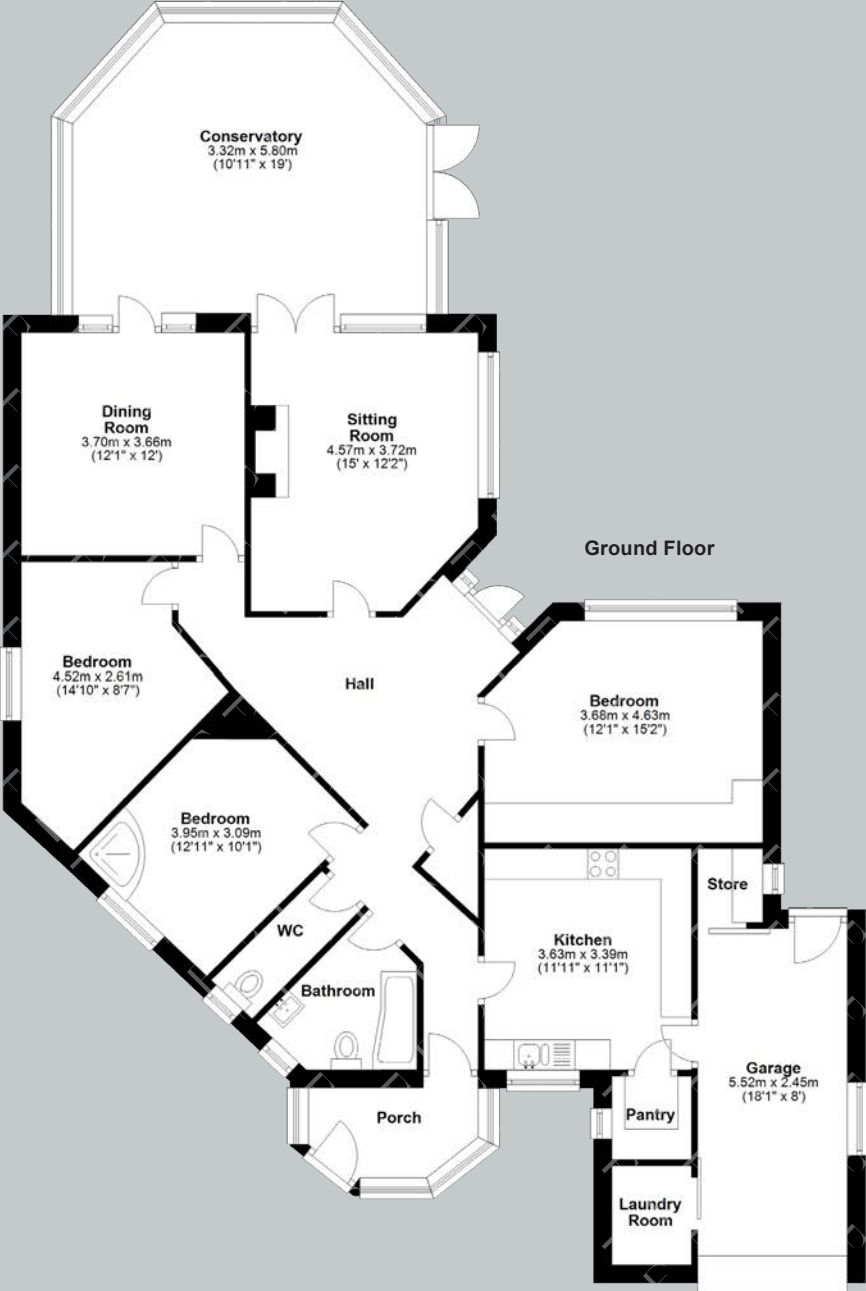 Conservatory
3.32m x 5.80m
(10'11" x 19')
Dining
Room
3.70m x 3.66m
(12'1" x 12')
Sitting
Room
4.57m x 3.72m
(15' x 12'2")
Ground Floor
Bedroom
4.52m x 2.61m
(14'10" x 8'7")
Hall
Bedroom
3.68m x 4.63m
(12'1" x 15'2")
Bedroom
3.95m x 3.09m
(12'11" x 10'1")
Store
WC
Kitchen
3.63m x 3.39m
(11'11" x 11'1")
Bathroom
Garage
5.52m x 2.45m
(18'1" x 8')
Porch
Pantry
Laundry
Room